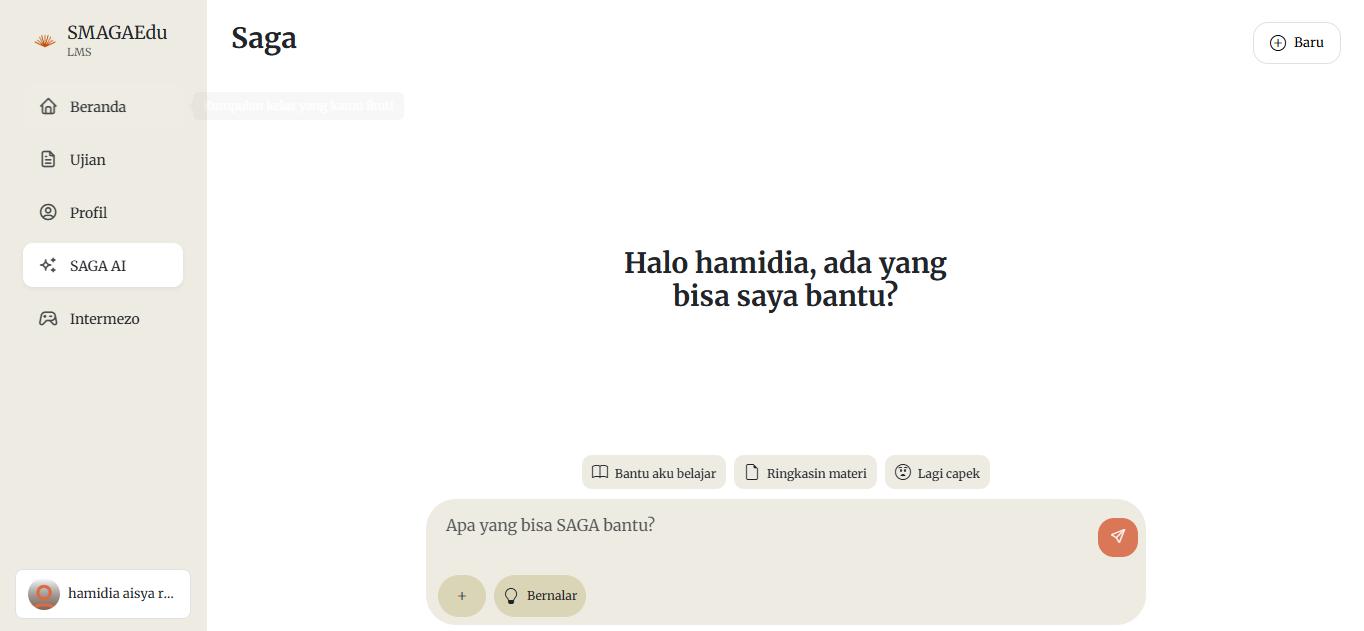 SMAGAEdu
LMS
Beranda
Ujian
Profil
SAGA AI
Intermezo
hamidia aisya r...
Saga
Baru
kelas yang kamu ikuti
Halo hamidia, ada yang
bisa saya bantu?
Bantu aku belajar
Ringkasin materi
Lagi capek
Apa yang bisa SAGA bantu?
+
Bernalar